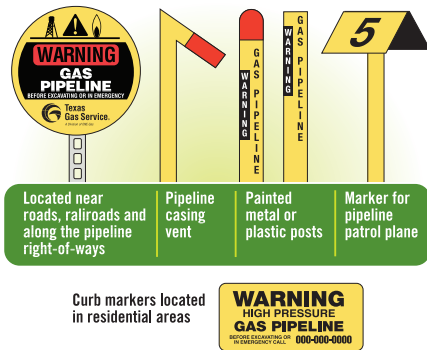 WARNING
GAS
PIPELINE
BEFORE EXCAVATING OR IN EMERGENCY
Texas
Gas Service.
WARNING
GAS PIPELINE
WARNING
GAS PIPELINE
5
Located near
roads, railroads and
along the pipeline
right-of-ways
Pipeline
casing
vent
Painted
metal or
plastic posts
Marker for
pipeline
patrol plane
Curb markers located
in residential areas
WARNING
HIGH PRESSURE
GAS PIPELINE
BEFORE EXCAVATING OR
IN EMERGENCY CALL 000-000-0000